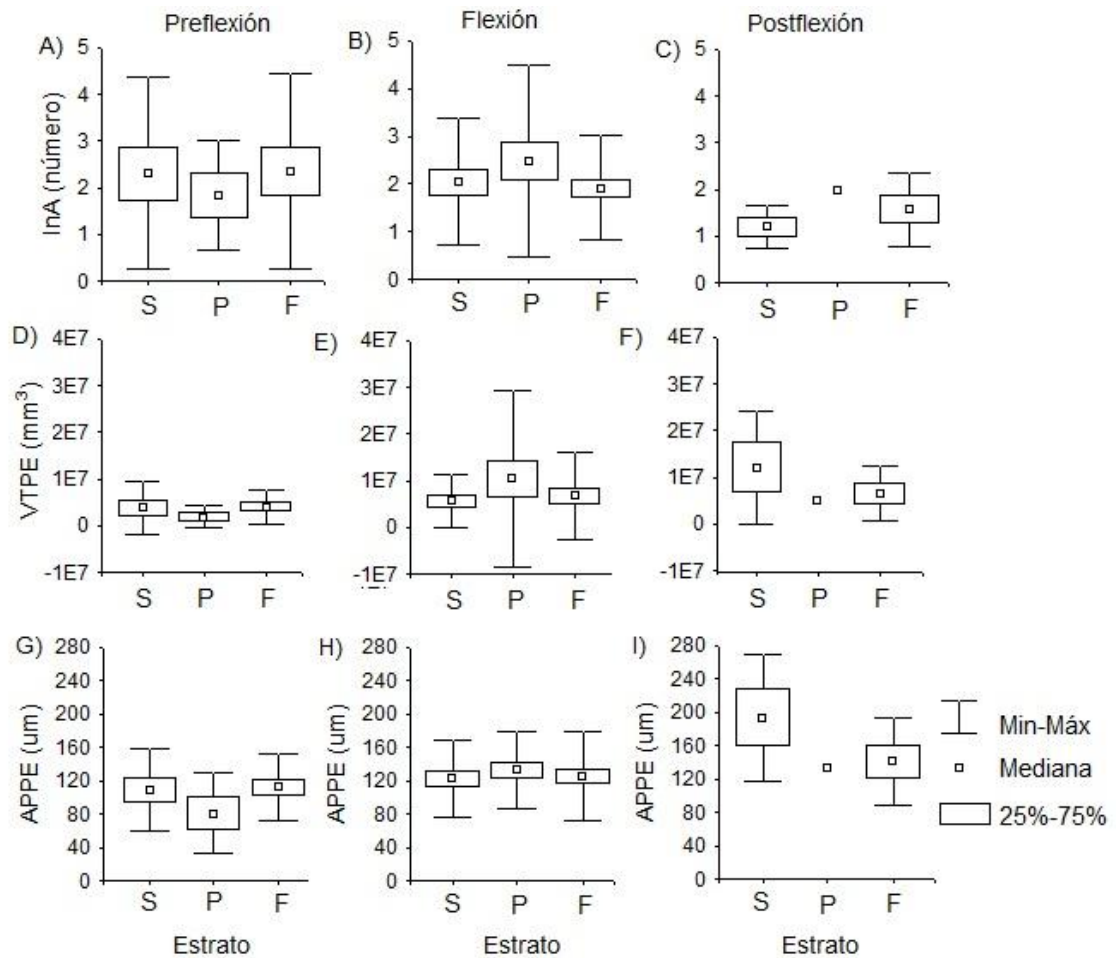 Preflexión
Flexión
Postflexión
A)
B)
C)
InA (número)
5
4
3
2
1
0
S P F
5
4
3
2
1
0
S P F
5
4
3
2
1
0
S P F
D)
E)
F)
VTPE (mm³)
4E7
3E7
2E7
1E7
0
-1E7
S P F
4E7
3E7
2E7
1E7
0
-1E7
S P F
4E7
3E7
2E7
1E7
0
-1E7
S P F
G)
H)
I)
APPE (um)
280
240
200
160
120
80
40
0
S P F
Estrato
APPE (um)
280
240
200
160
120
80
40
0
S P F
Estrato
APPE (um)
280
240
200
160
120
80
40
0
S P F
Estrato
Min-Máx
Mediana
25%-75%